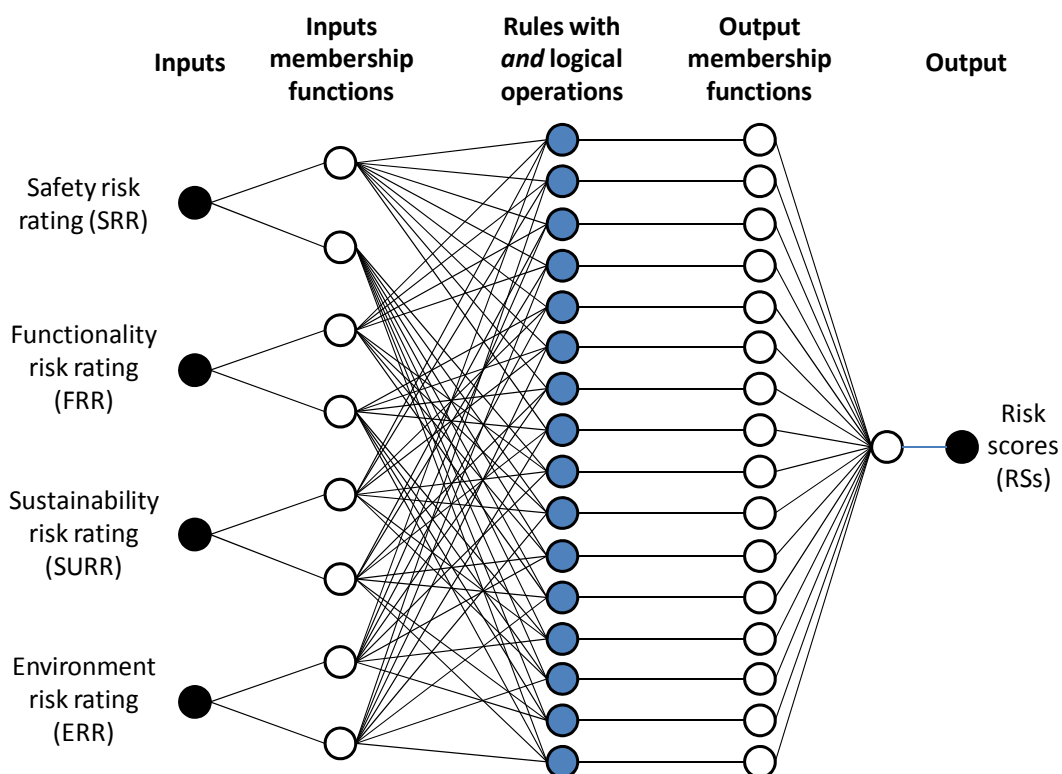 Inputs
Inputs
membership
functions
Rules with
and logical
operations
Output
membership
functions
Output
Safety risk
rating (SRR)
Functionality
risk rating
(FRR)
Sustainability
risk rating
(SURR)
Environment
risk rating
(ERR)
Risk
scores
(RSs)